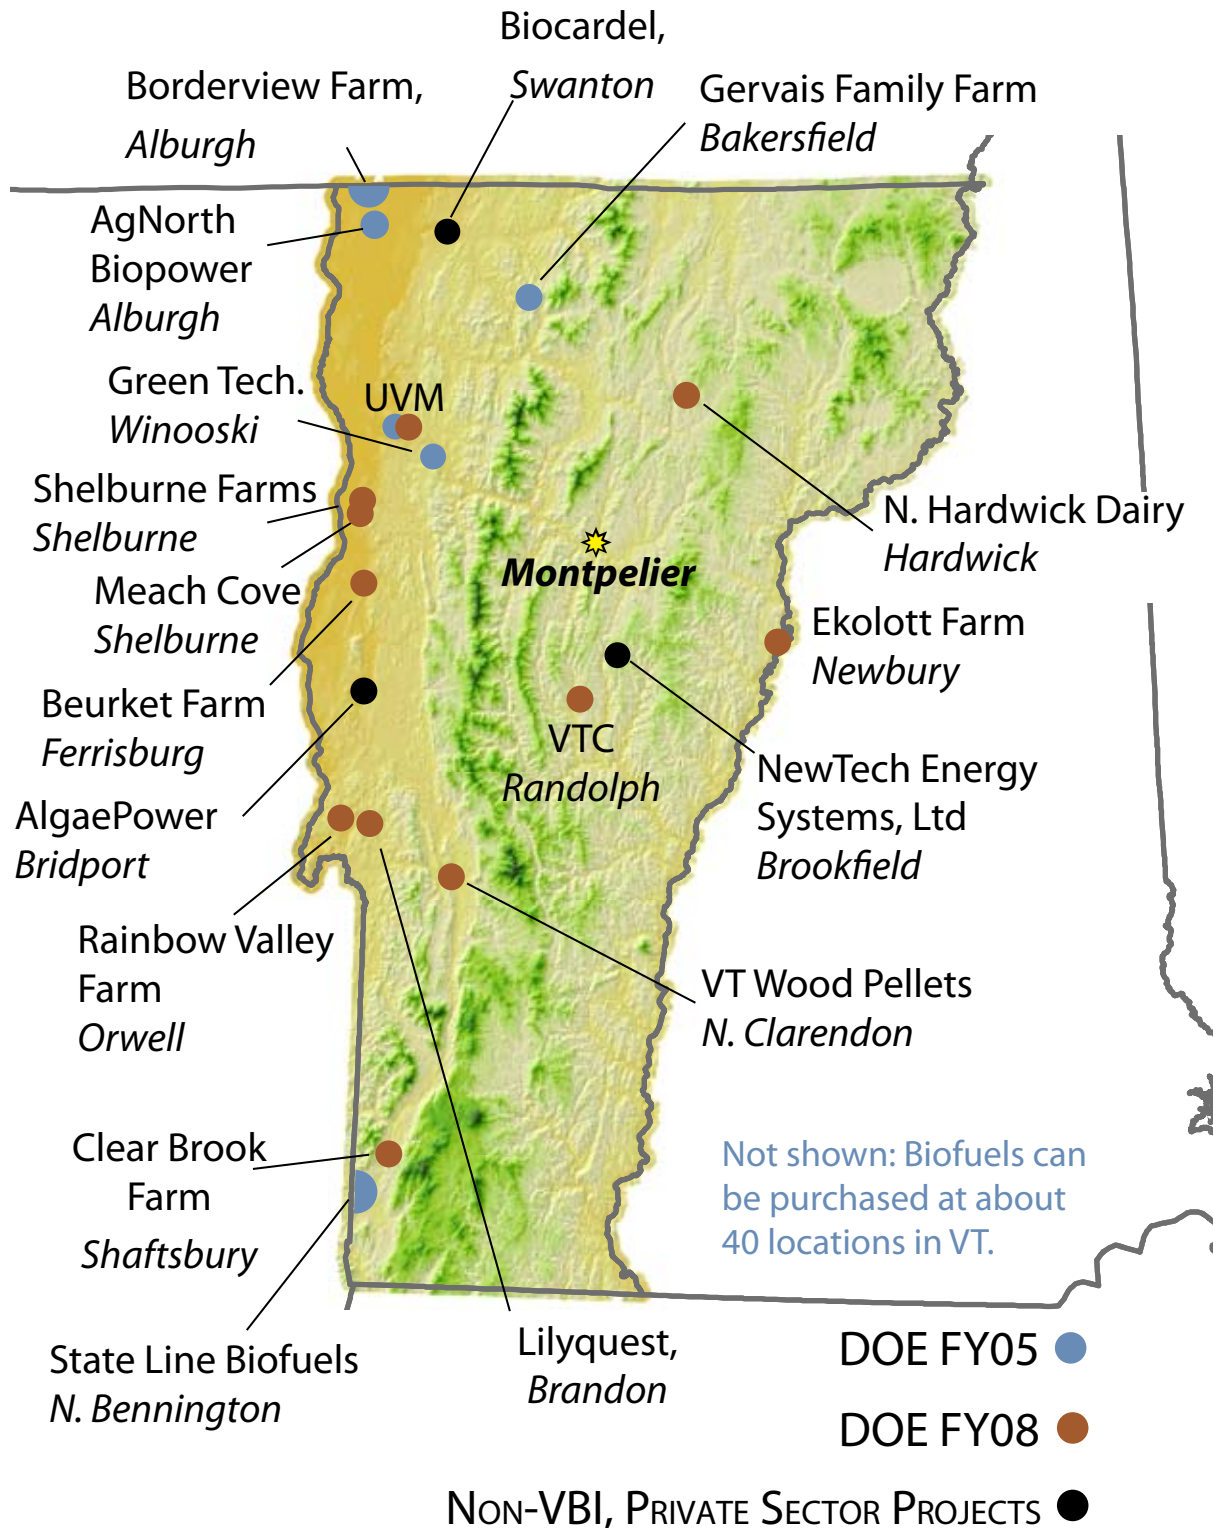 Biocardel,
Swanton
Borderview Farm,
Alburgh
Gervais Family Farm
Bakersfield
AgNorth
Biopower
Alburgh
Green Tech.
Winooski
UVM
Shelburne Farms
Shelburne
Meach Cove
Shelburne
N. Hardwick Dairy
Hardwick
Montpelier
Ekolott Farm
Newbury
Beurket Farm
Ferrisburg
VTC
Randolph
NewTech Energy
Systems, Ltd
Brookfield
AlgaePower
Bridport
Rainbow Valley
Farm
Orwell
VT Wood Pellets
N. Clarendon
Clear Brook
Farm
Shaftsbury
Not shown: Biofuels can
be purchased at about
40 locations in VT.
State Line Biofuels
N. Bennington
Lilyquest,
Brandon
DOE FY05
DOE FY08
NON-VBI, PRIVATE SECTOR PROJECTS